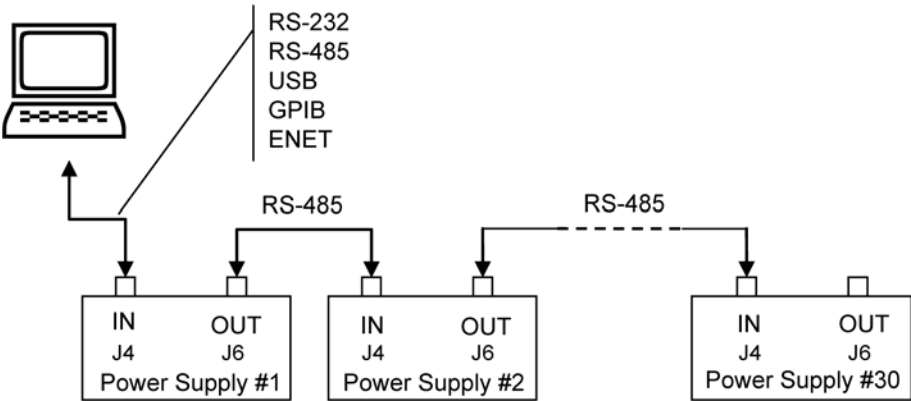 RS-232
RS-485
USB
GPIB
ENET
RS-485
RS-485
IN
OUT
J4
J6
Power Supply #1
IN
OUT
J4
J6
Power Supply #2
IN
OUT
J4
J6
Power Supply #30